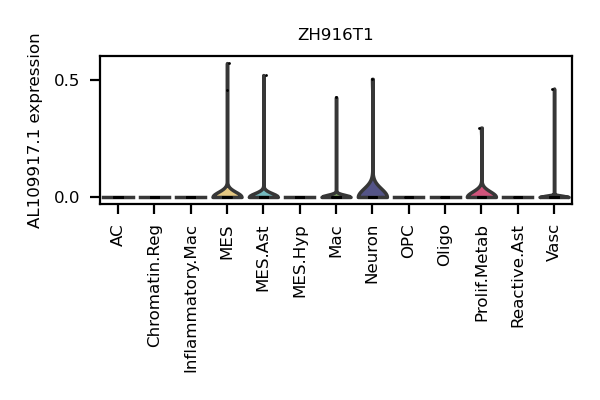 ZH916T1
AL109917.1 expression
0.5
0.0
AC
Chromatin.Reg
Inflammatory.Mac
MES
MES.Ast
MES.Hyp
Mac
Neuron
OPC
Oligo
Prolif.Metab
Reactive.Ast
Vasc